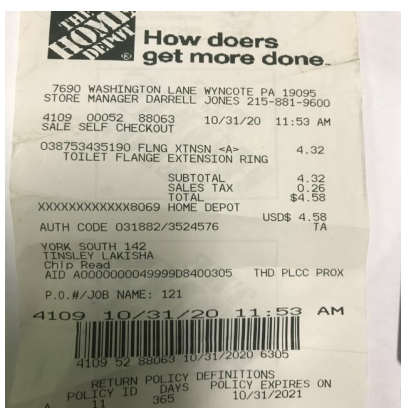 THE
HOME
DEPOT
®
How doers
get more done™
7690 WASHINGTON LANE WYNCOTE PA 19095
STORE MANAGER DARRELL JONES 215-881-9600
4109 00052 88063 10/31/20 11:53 AM
SALE SELF CHECKOUT
038753435190 FLNG XTNSN <A> 4.32
TOILET FLANGE EXTENSION RING
SUBTOTAL 4.32
SALES TAX 0.26
TOTAL $4.58
XXXXXXXXXXXX8069 HOME DEPOT
USD$ 4.58
AUTH CODE 031882/3524576 TA
YORK SOUTH 142
TINSLEY LAKISHA
Chip Read
AID A0000000049999D8400305 THD PLCC PROX
P.O.#/JOB NAME: 121
4109 10/31/20 11:53 AM
4109 52 88063 10/31/2020 6305
RETURN POLICY DEFINITIONS
POLICY ID DAYS POLICY EXPIRES ON
A 11 365 10/31/2021